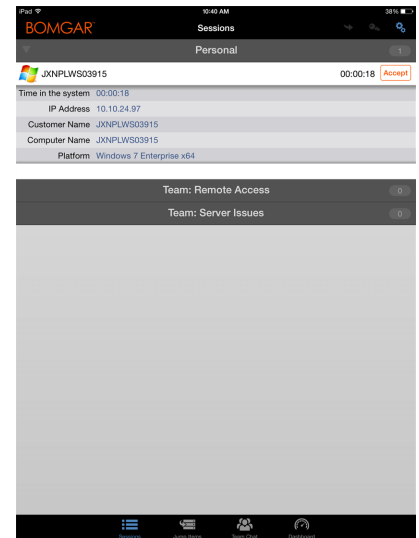 iPad 10:40 AM 38%
BOMGAR Sessions
Personal 1
JXNPLWS03915 00:00:18 Accept
Time in the system 00:00:18
IP Address 10.10.24.97
Customer Name JXNPLWS03915
Computer Name JXNPLWS03915
Platform Windows 7 Enterprise x64
Team: Remote Access 0
Team: Server Issues 0
Sessions Jump Items Team Chat Dashboard